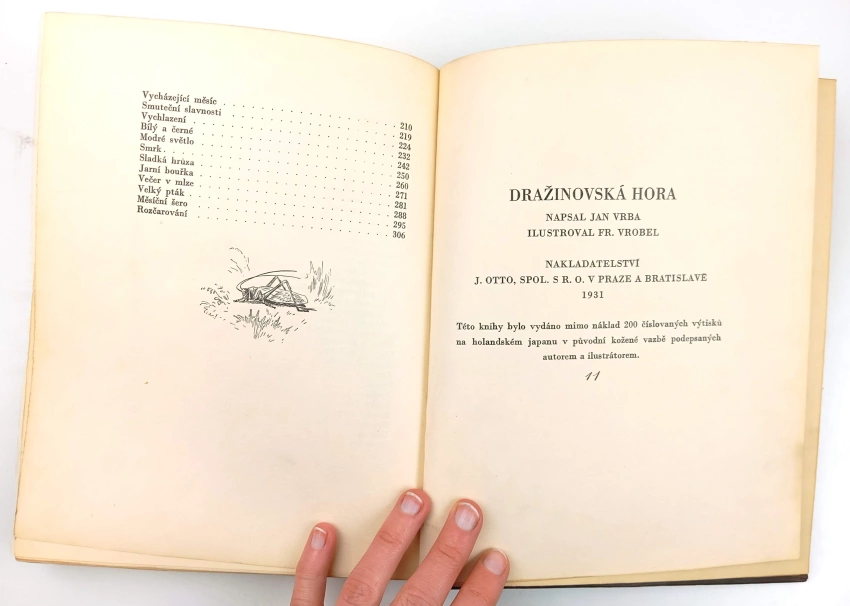 Vycházející měsíc . . . . . . . . . . . . . . . . 210
Smuteční slavnosti . . . . . . . . . . . . . . . . 219
Vychlazení . . . . . . . . . . . . . . . . 224
Bílý a černé . . . . . . . . . . . . . . . . 232
Modré světlo . . . . . . . . . . . . . . . . 242
Smrk . . . . . . . . . . . . . . . . 250
Sladká hrůza . . . . . . . . . . . . . . . . 260
Jarní bouřka . . . . . . . . . . . . . . . . 271
Večer v mlze . . . . . . . . . . . . . . . . 281
Velký pták . . . . . . . . . . . . . . . . 288
Měsíční šero . . . . . . . . . . . . . . . . 295
Rozčarování . . . . . . . . . . . . . . . . 306
DRAŽINOVSKÁ HORA
NAPSAL JAN VRBA
ILUSTROVAL FR. VROBEL
NAKLADATELSTVÍ
J. OTTO, SPOL. S R. O. V PRAZE A BRATISLAVĚ
1931
Této knihy bylo vydáno mimo náklad 200 číslovaných výtisků
na holandském japanu v původní kožené vazbě podepsaných
autorem a ilustrátorem.
11